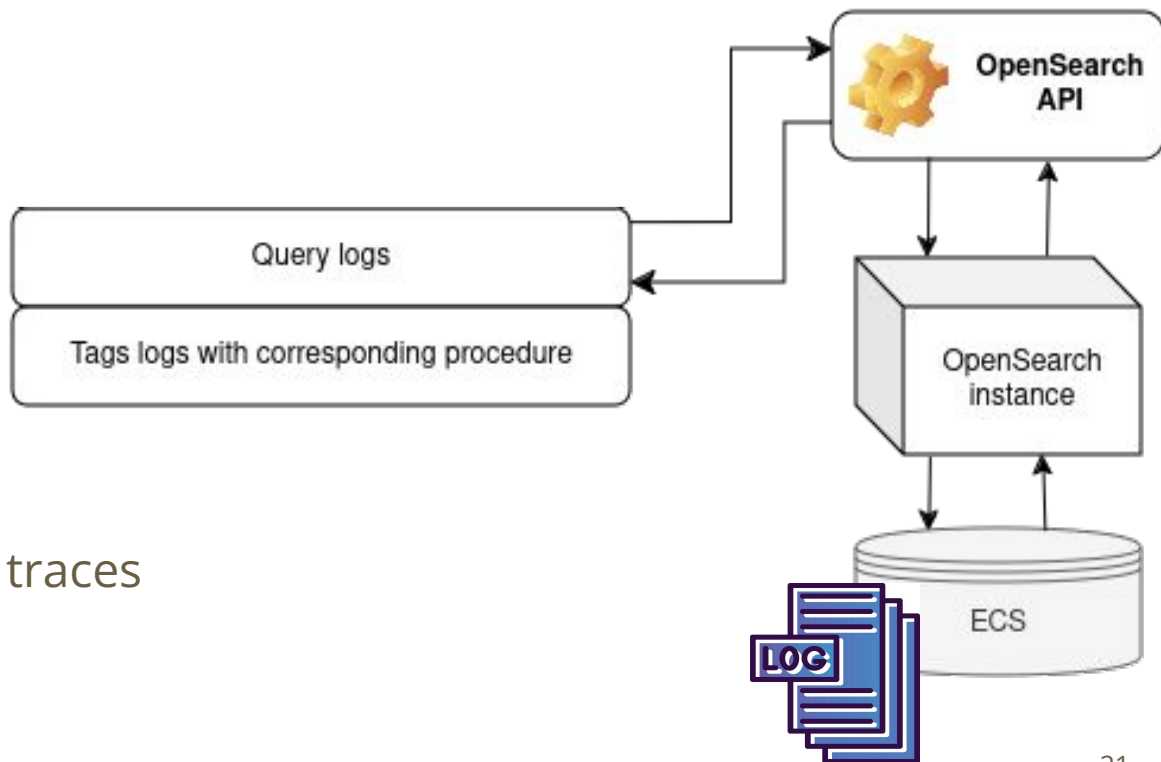 OpenSearch
API
Query logs
Tags logs with corresponding procedure
OpenSearch
instance
traces
ECS
LOG